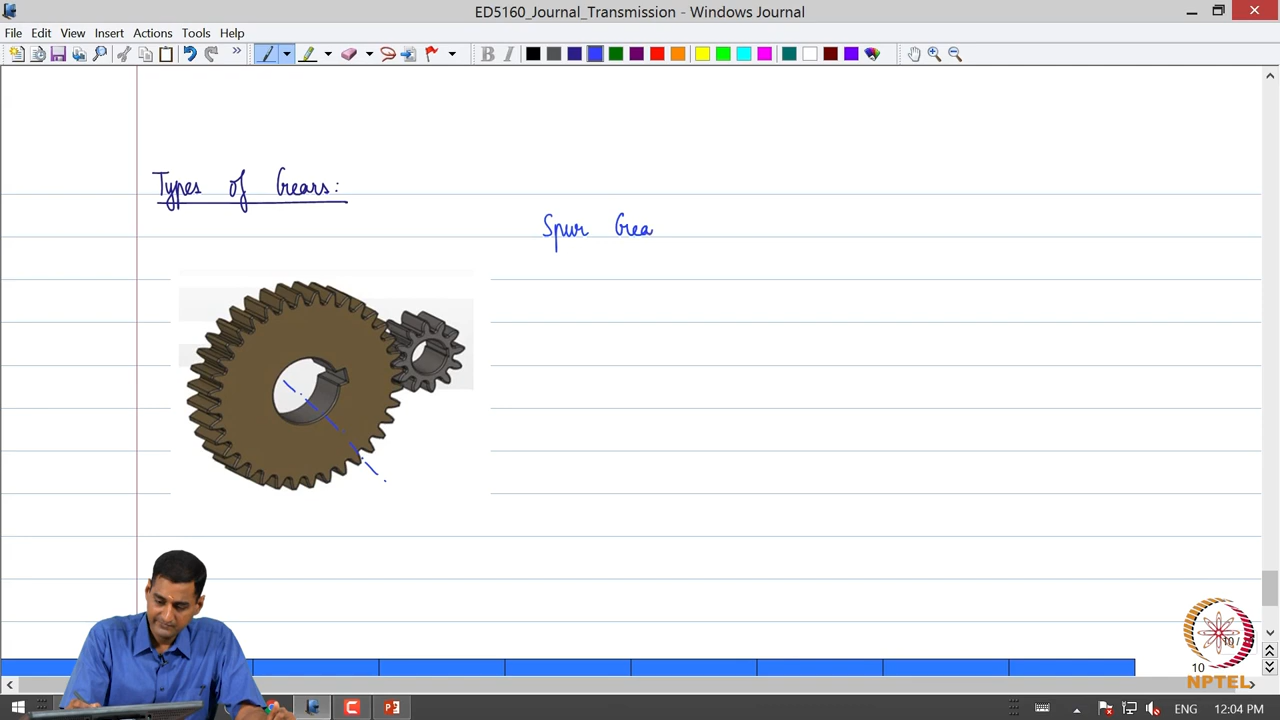 ED5160_Journal_Transmission - Windows Journal
File Edit View Insert Actions Tools Help
Types of Gears:
Spur Gea
10 /
10
NPTEL
ENG 12:04 PM